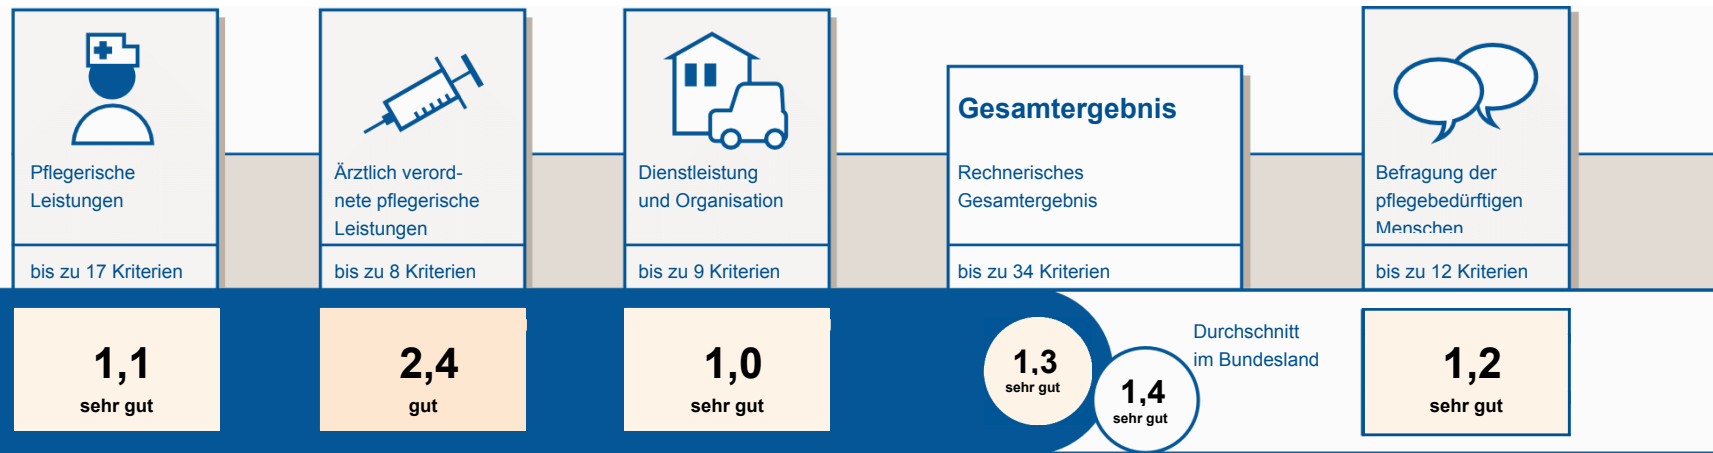 Pflegerische
Leistungen
bis zu 17 Kriterien
1,1
sehr gut
Ärztlich verord-
nete pflegerische
Leistungen
bis zu 8 Kriterien
2,4
gut
Dienstleistung
und Organisation
bis zu 9 Kriterien
1,0
sehr gut
Gesamtergebnis
Rechnerisches
Gesamtergebnis
bis zu 34 Kriterien
1,3
sehr gut
1,4
sehr gut
Durchschnitt
im Bundesland
Befragung der
pflegebedürftigen
Menschen
bis zu 12 Kriterien
1,2
sehr gut